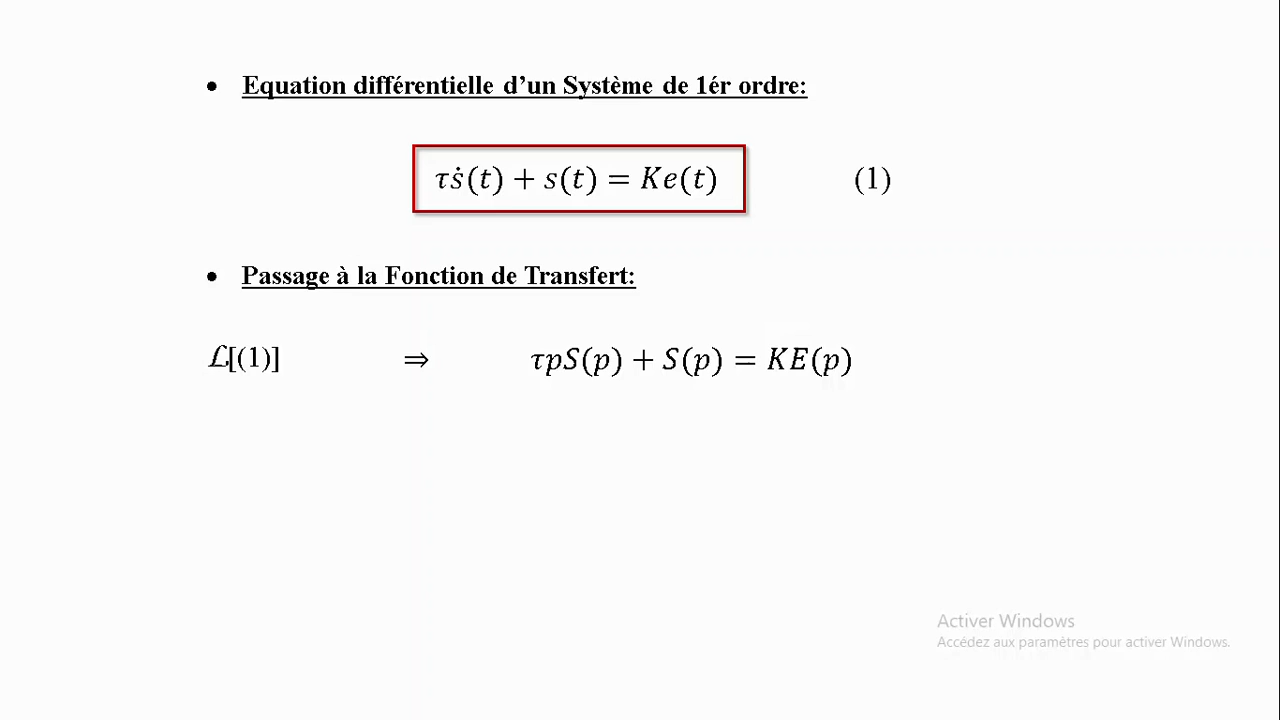 • Equation différentielle d’un Système de 1ér ordre:
τṡ(t) + s(t) = Ke(t) (1)
• Passage à la Fonction de Transfert:
ℒ[(1)] ⇒ τpS(p) + S(p) = KE(p)
Activer Windows
Accédez aux paramètres pour activer Windows.